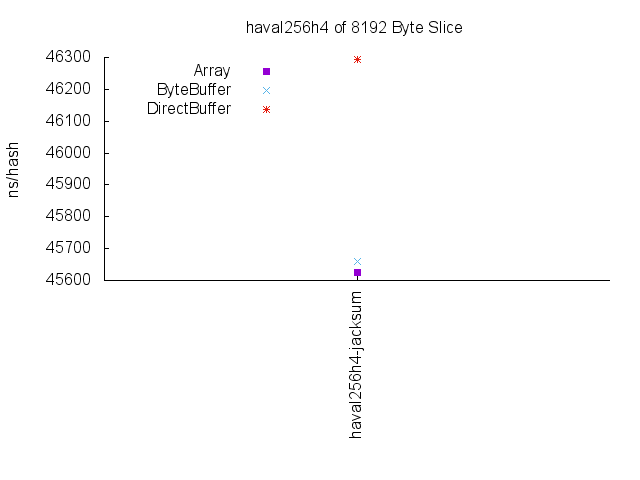 haval256h4 of 8192 Byte Slice
ns/hash
46300
46200
46100
46000
45900
45800
45700
45600
Array
ByteBuffer
DirectBuffer
haval256h4-jacksum